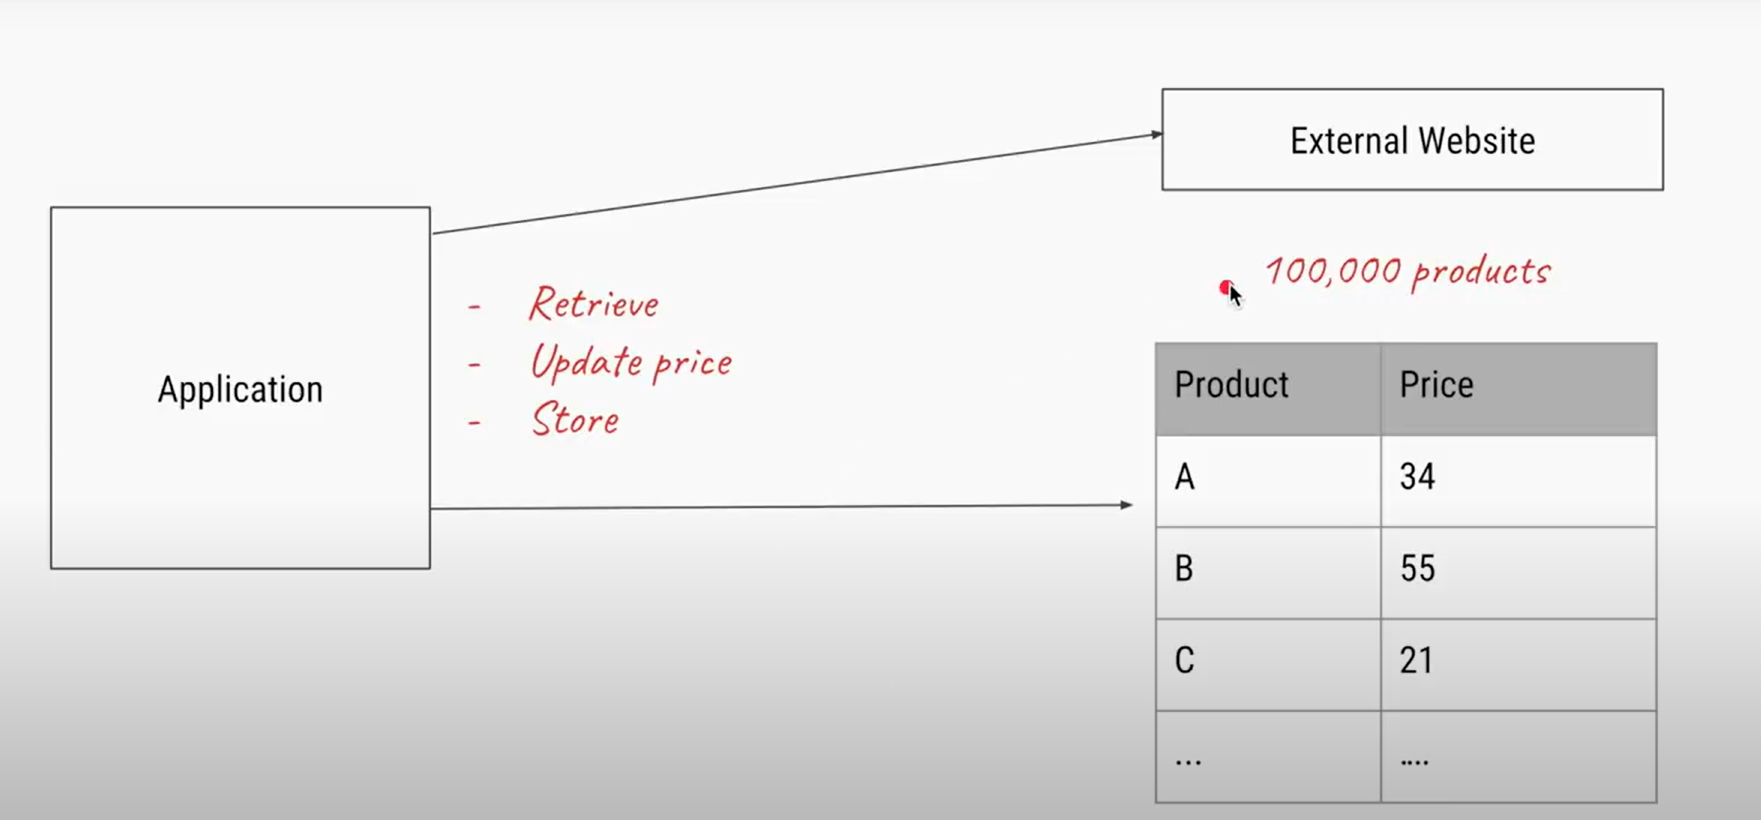 External Website
100,000 products
Application
- Retrieve
- Update price
- Store
Product Price
A 34
B 55
C 21
... ....